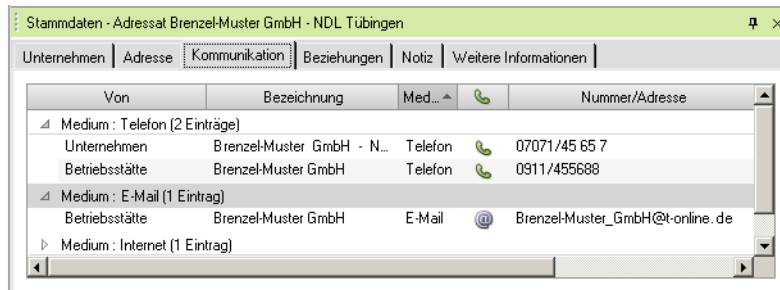 Stammdaten - Adressat Brenzel-Muster GmbH - NDL Tübingen
Unternehmen Adresse Kommunikation Beziehungen Notiz Weitere Informationen
Von Bezeichnung Med... Nummer/Adresse
Medium : Telefon (2 Einträge)
Unternehmen Brenzel-Muster GmbH - N... Telefon 07071/45 65 7
Betriebsstätte Brenzel-Muster GmbH Telefon 0911/455688
Medium : E-Mail (1 Eintrag)
Betriebsstätte Brenzel-Muster GmbH E-Mail @ Brenzel-Muster_GmbH@t-online.de
Medium : Internet (1 Eintrag)